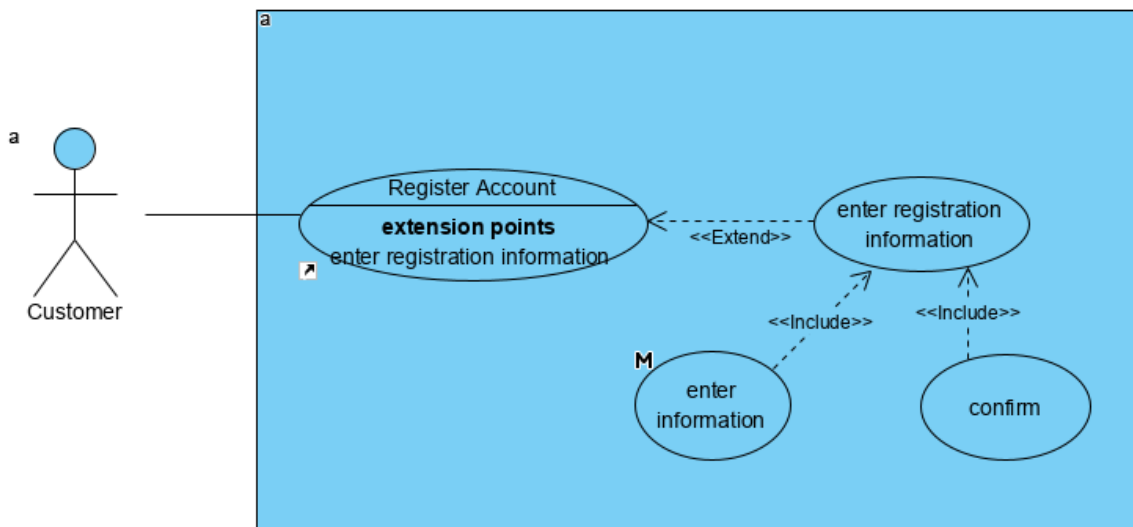 a
a
Customer
Register Account
extension points
enter registration information
<<Extend>>
enter registration
information
<<Include>>
<<Include>>
M
enter
information
confirm